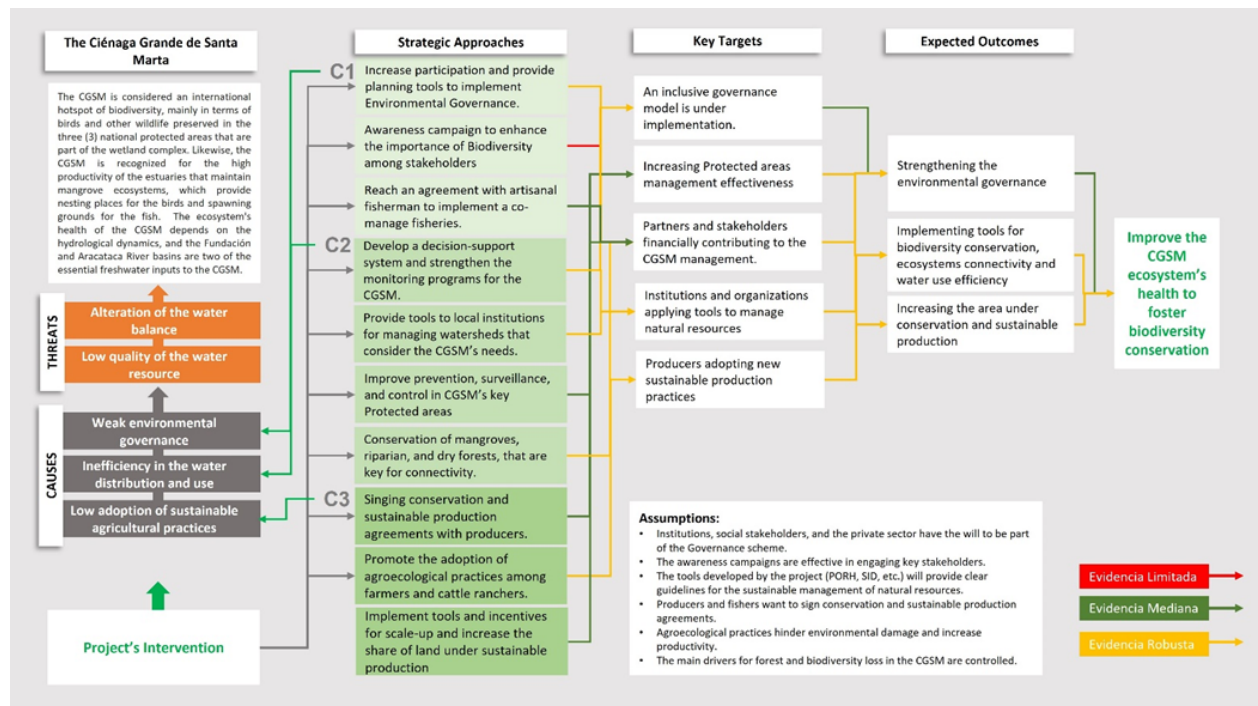 The Ciénaga Grande de Santa
Marta
The CGSM is considered an international
hotspot of biodiversity, mainly in terms of
birds and other wildlife preserved in the
three (3) national protected areas that are
part of the wetland complex. Likewise, the
CGSM is recognized for the high
productivity of the estuaries that maintain
mangrove ecosystems, which provide
nesting places for the birds and spawning
grounds for the fish. The ecosystem's
health of the CGSM depends on the
hydrological dynamics, and the Fundación
and Aracataca River basins are two of the
essential freshwater inputs to the CGSM.
THREATS
Alteration of the water
balance
Low quality of the water
resource
CAUSES
Weak environmental
governance
Inefficiency in the water
distribution and use
Low adoption of sustainable
agricultural practices
Project's Intervention
Strategic Approaches
C1
Increase participation and provide
planning tools to implement
Environmental Governance.
Awareness campaign to enhance
the importance of Biodiversity
among stakeholders
Reach an agreement with artisanal
fisherman to implement a co-
manage fisheries.
C2
Develop a decision-support
system and strengthen the
monitoring programs for the
CGSM.
Provide tools to local institutions
for managing watersheds that
consider the CGSM's needs.
Improve prevention, surveillance,
and control in CGSM's key
Protected areas
Conservation of mangroves,
riparian, and dry forests, that are
key for connectivity.
C3
Singing conservation and
sustainable production
agreements with producers.
Promote the adoption of
agroecological practices among
farmers and cattle ranchers.
Implement tools and incentives
for scale-up and increase the
share of land under sustainable
production
Key Targets
An inclusive governance
model is under
implementation.
Increasing Protected areas
management effectiveness
Partners and stakeholders
financially contributing to the
CGSM management.
Institutions and organizations
applying tools to manage
natural resources
Producers adopting new
sustainable production
practices
Expected Outcomes
Strengthening the
environmental governance
Implementing tools for
biodiversity conservation,
ecosystems connectivity and
water use efficiency
Increasing the area under
conservation and sustainable
production
Improve the
CGSM
ecosystem's
health to
foster
biodiversity
conservation
Assumptions:
• Institutions, social stakeholders, and the private sector have the will to be part
of the Governance scheme.
• The awareness campaigns are effective in engaging key stakeholders.
• The tools developed by the project (PORH, SID, etc.) will provide clear
guidelines for the sustainable management of natural resources.
• Producers and fishers want to sign conservation and sustainable production
agreements.
• Agroecological practices hinder environmental damage and increase
productivity.
• The main drivers for forest and biodiversity loss in the CGSM are controlled.
Evidencia Limitada
Evidencia Mediana
Evidencia Robusta